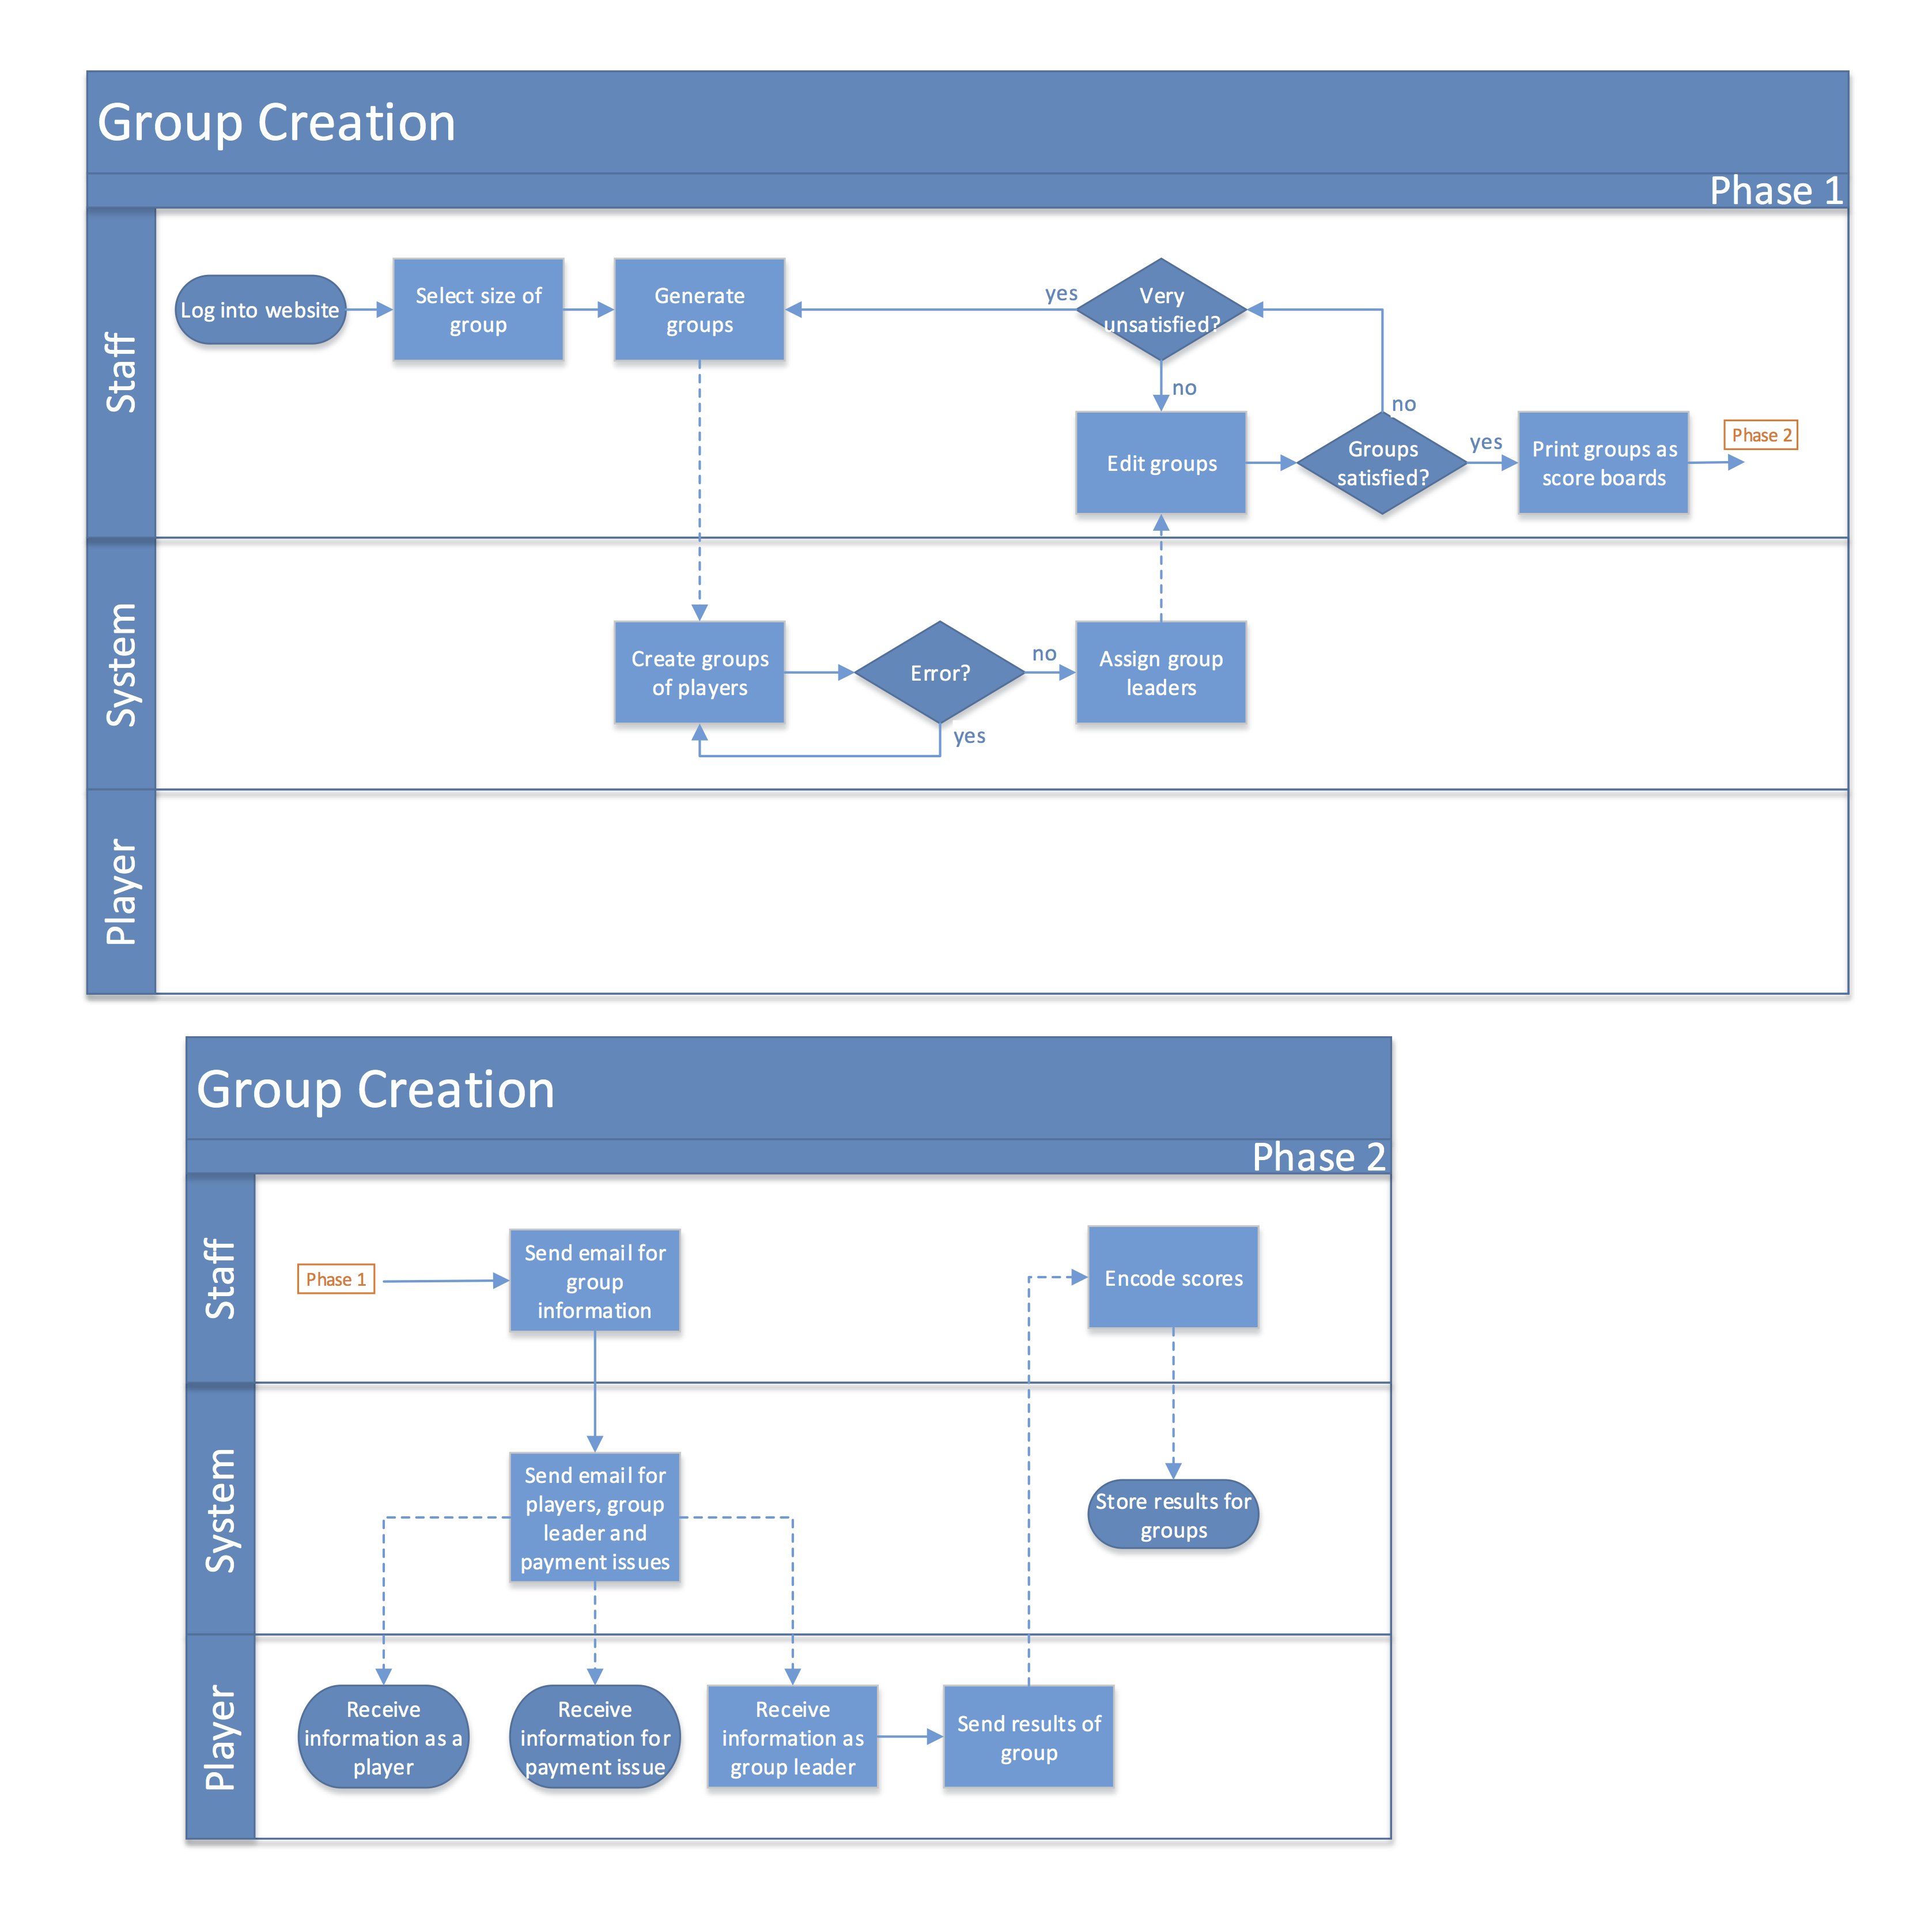 Group Creation
Phase 1
Staff
Log into website
Select size of
group
Generate
groups
yes
Very
unsatisfied?
no
Edit groups
no
Groups
satisfied?
yes
Print groups as
score boards
Phase 2
System
Create groups
of players
Error?
no
yes
Assign group
leaders
Player
Group Creation
Phase 2
Staff
Phase 1
Send email for
group
information
Encode scores
System
Send email for
players, group
leader and
payment issues
Store results for
groups
Player
Receive
information as a
player
Receive
information for
payment issue
Receive
information as
group leader
Send results of
group